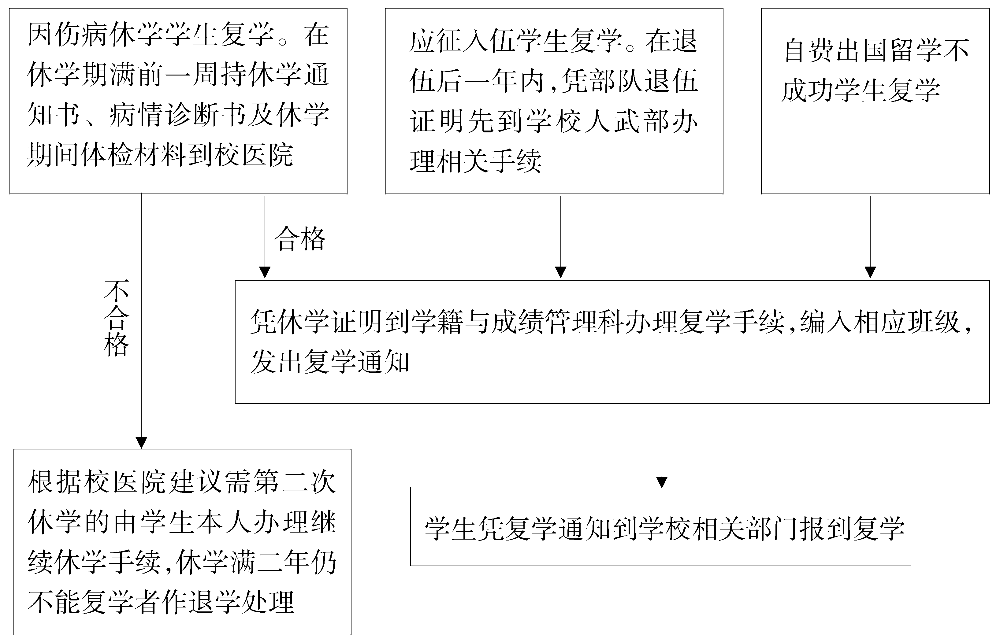 因伤病休学学生复学。在
休学期满前一周持休学通
知书、病情诊断书及休学
期间体检材料到校医院
应征入伍学生复学。在退
伍后一年内,凭部队退伍
证明先到学校人武部办
理相关手续
自费出国留学不
成功学生复学
合格
不合格
凭休学证明到学籍与成绩管理科办理复学手续,编入相应班级,
发出复学通知
根据校医院建议需第二次
休学的由学生本人办理继
续休学手续,休学满二年仍
不能复学者作退学处理
学生凭复学通知到学校相关部门报到复学